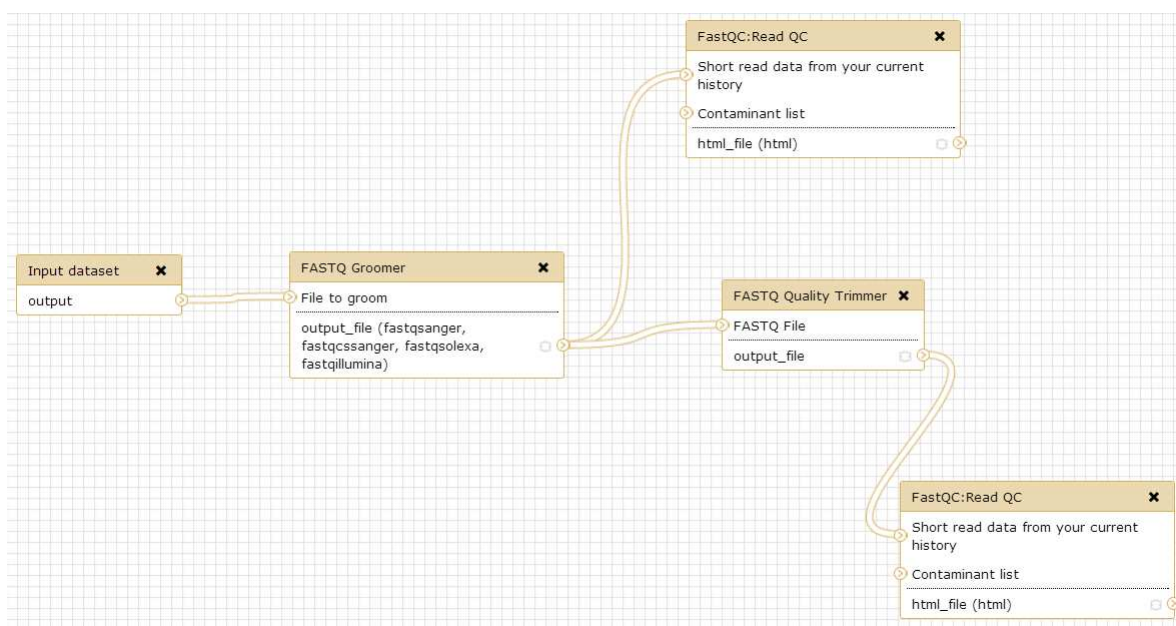 FastQC:Read QC
Short read data from your current
history
Contaminant list
html_file (html)
Input dataset
output
FASTQ Groomer
File to groom
output_file (fastqsanger,
fastqcssanger, fastqsolexa,
fastqillumina)
FASTQ Quality Trimmer
FASTQ File
output_file
FastQC:Read QC
Short read data from your current
history
Contaminant list
html_file (html)